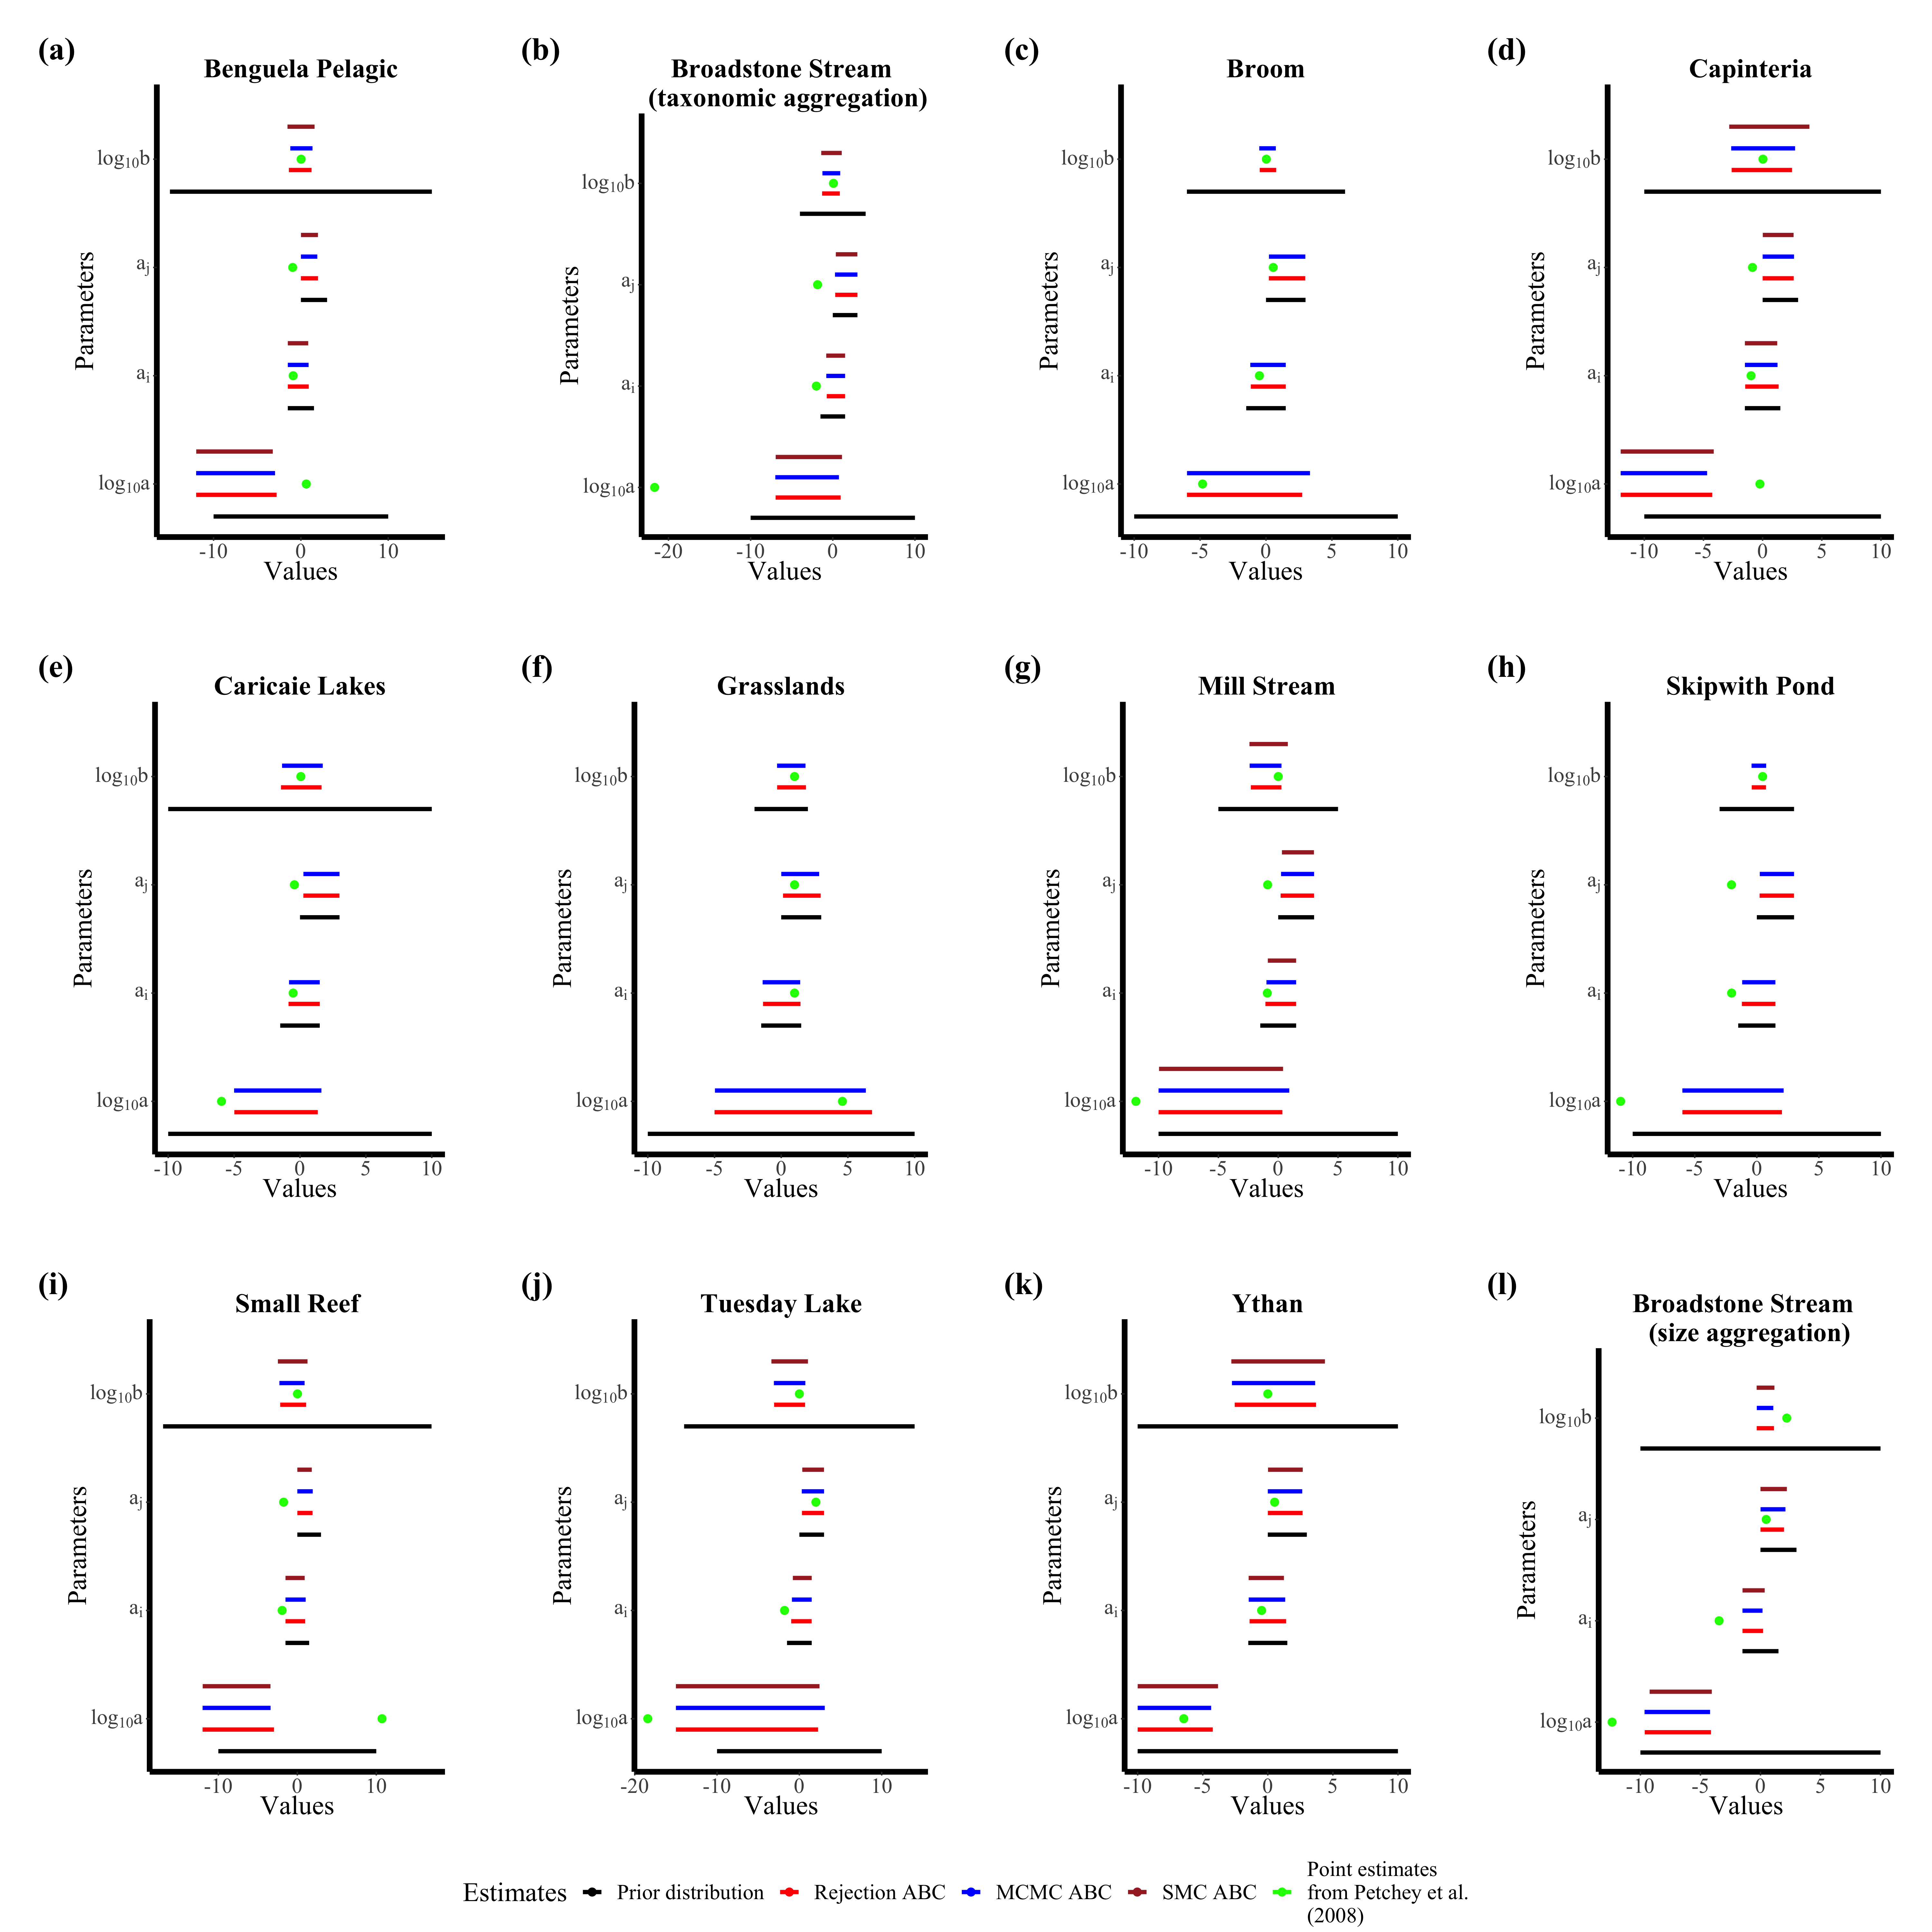 (a)
Benguela Pelagic
log₁₀b
aⱼ
aᵢ
log₁₀a
Parameters
-10 0 10
Values
(b)
Broadstone Stream
(taxonomic aggregation)
log₁₀b
aⱼ
aᵢ
log₁₀a
Parameters
-20 -10 0 10
Values
(c)
Broom
log₁₀b
aⱼ
aᵢ
log₁₀a
Parameters
-10 -5 0 5 10
Values
(d)
Capinteria
log₁₀b
aⱼ
aᵢ
log₁₀a
Parameters
-10 -5 0 5 10
Values
(e)
Caricaie Lakes
log₁₀b
aⱼ
aᵢ
log₁₀a
Parameters
-10 -5 0 5 10
Values
(f)
Grasslands
log₁₀b
aⱼ
aᵢ
log₁₀a
Parameters
-10 -5 0 5 10
Values
(g)
Mill Stream
log₁₀b
aⱼ
aᵢ
log₁₀a
Parameters
-10 -5 0 5 10
Values
(h)
Skipwith Pond
log₁₀b
aⱼ
aᵢ
log₁₀a
Parameters
-10 -5 0 5 10
Values
(i)
Small Reef
log₁₀b
aⱼ
aᵢ
log₁₀a
Parameters
-10 0 10
Values
(j)
Tuesday Lake
log₁₀b
aⱼ
aᵢ
log₁₀a
Parameters
-20 -10 0 10
Values
(k)
Ythan
log₁₀b
aⱼ
aᵢ
log₁₀a
Parameters
-10 -5 0 5 10
Values
(l)
Broadstone Stream
(size aggregation)
log₁₀b
aⱼ
aᵢ
log₁₀a
Parameters
-10 -5 0 5 10
Values
Estimates Prior distribution Rejection ABC MCMC ABC SMC ABC
Point estimates
from Petchey et al.
(2008)